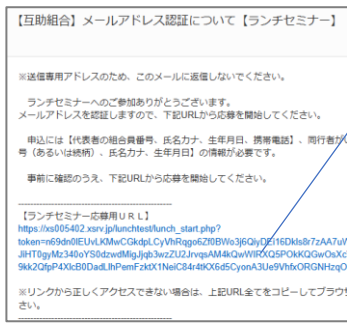 【互助組合】メールアドレス認証について【ランチセミナー】
※送信専用アドレスのため、このメールに返信しないでください。
ランチセミナーへのご参加ありがとうございます。
メールアドレスを認証しますので、下記URLから応募を開始してください。
申込には【代表者の組合員番号、氏名カナ、生年月日、携帯電話】、同行者が
号（あるいは続柄）、氏名カナ、生年月日】の情報が必要です。
事前に確認のうえ、下記URLから応募を開始してください。
------------------------------------------------
【ランチセミナー応募用ＵＲＬ】
https://xs005402.xsrv.jp/lunchtest/lunch_start.php?
※リンクから正しくアクセスできない場合は、上記URL全てをコピーしてブラウ
さい。
------------------------------------------------